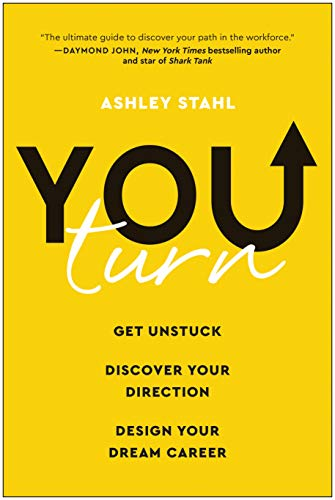 “The ultimate guide to discover your path in the workforce.”
—DAYMOND JOHN, New York Times bestselling author
and star of Shark Tank
ASHLEY STAHL
YOU
turn
GET UNSTUCK
DISCOVER YOUR
DIRECTION
DESIGN YOUR
DREAM CAREER